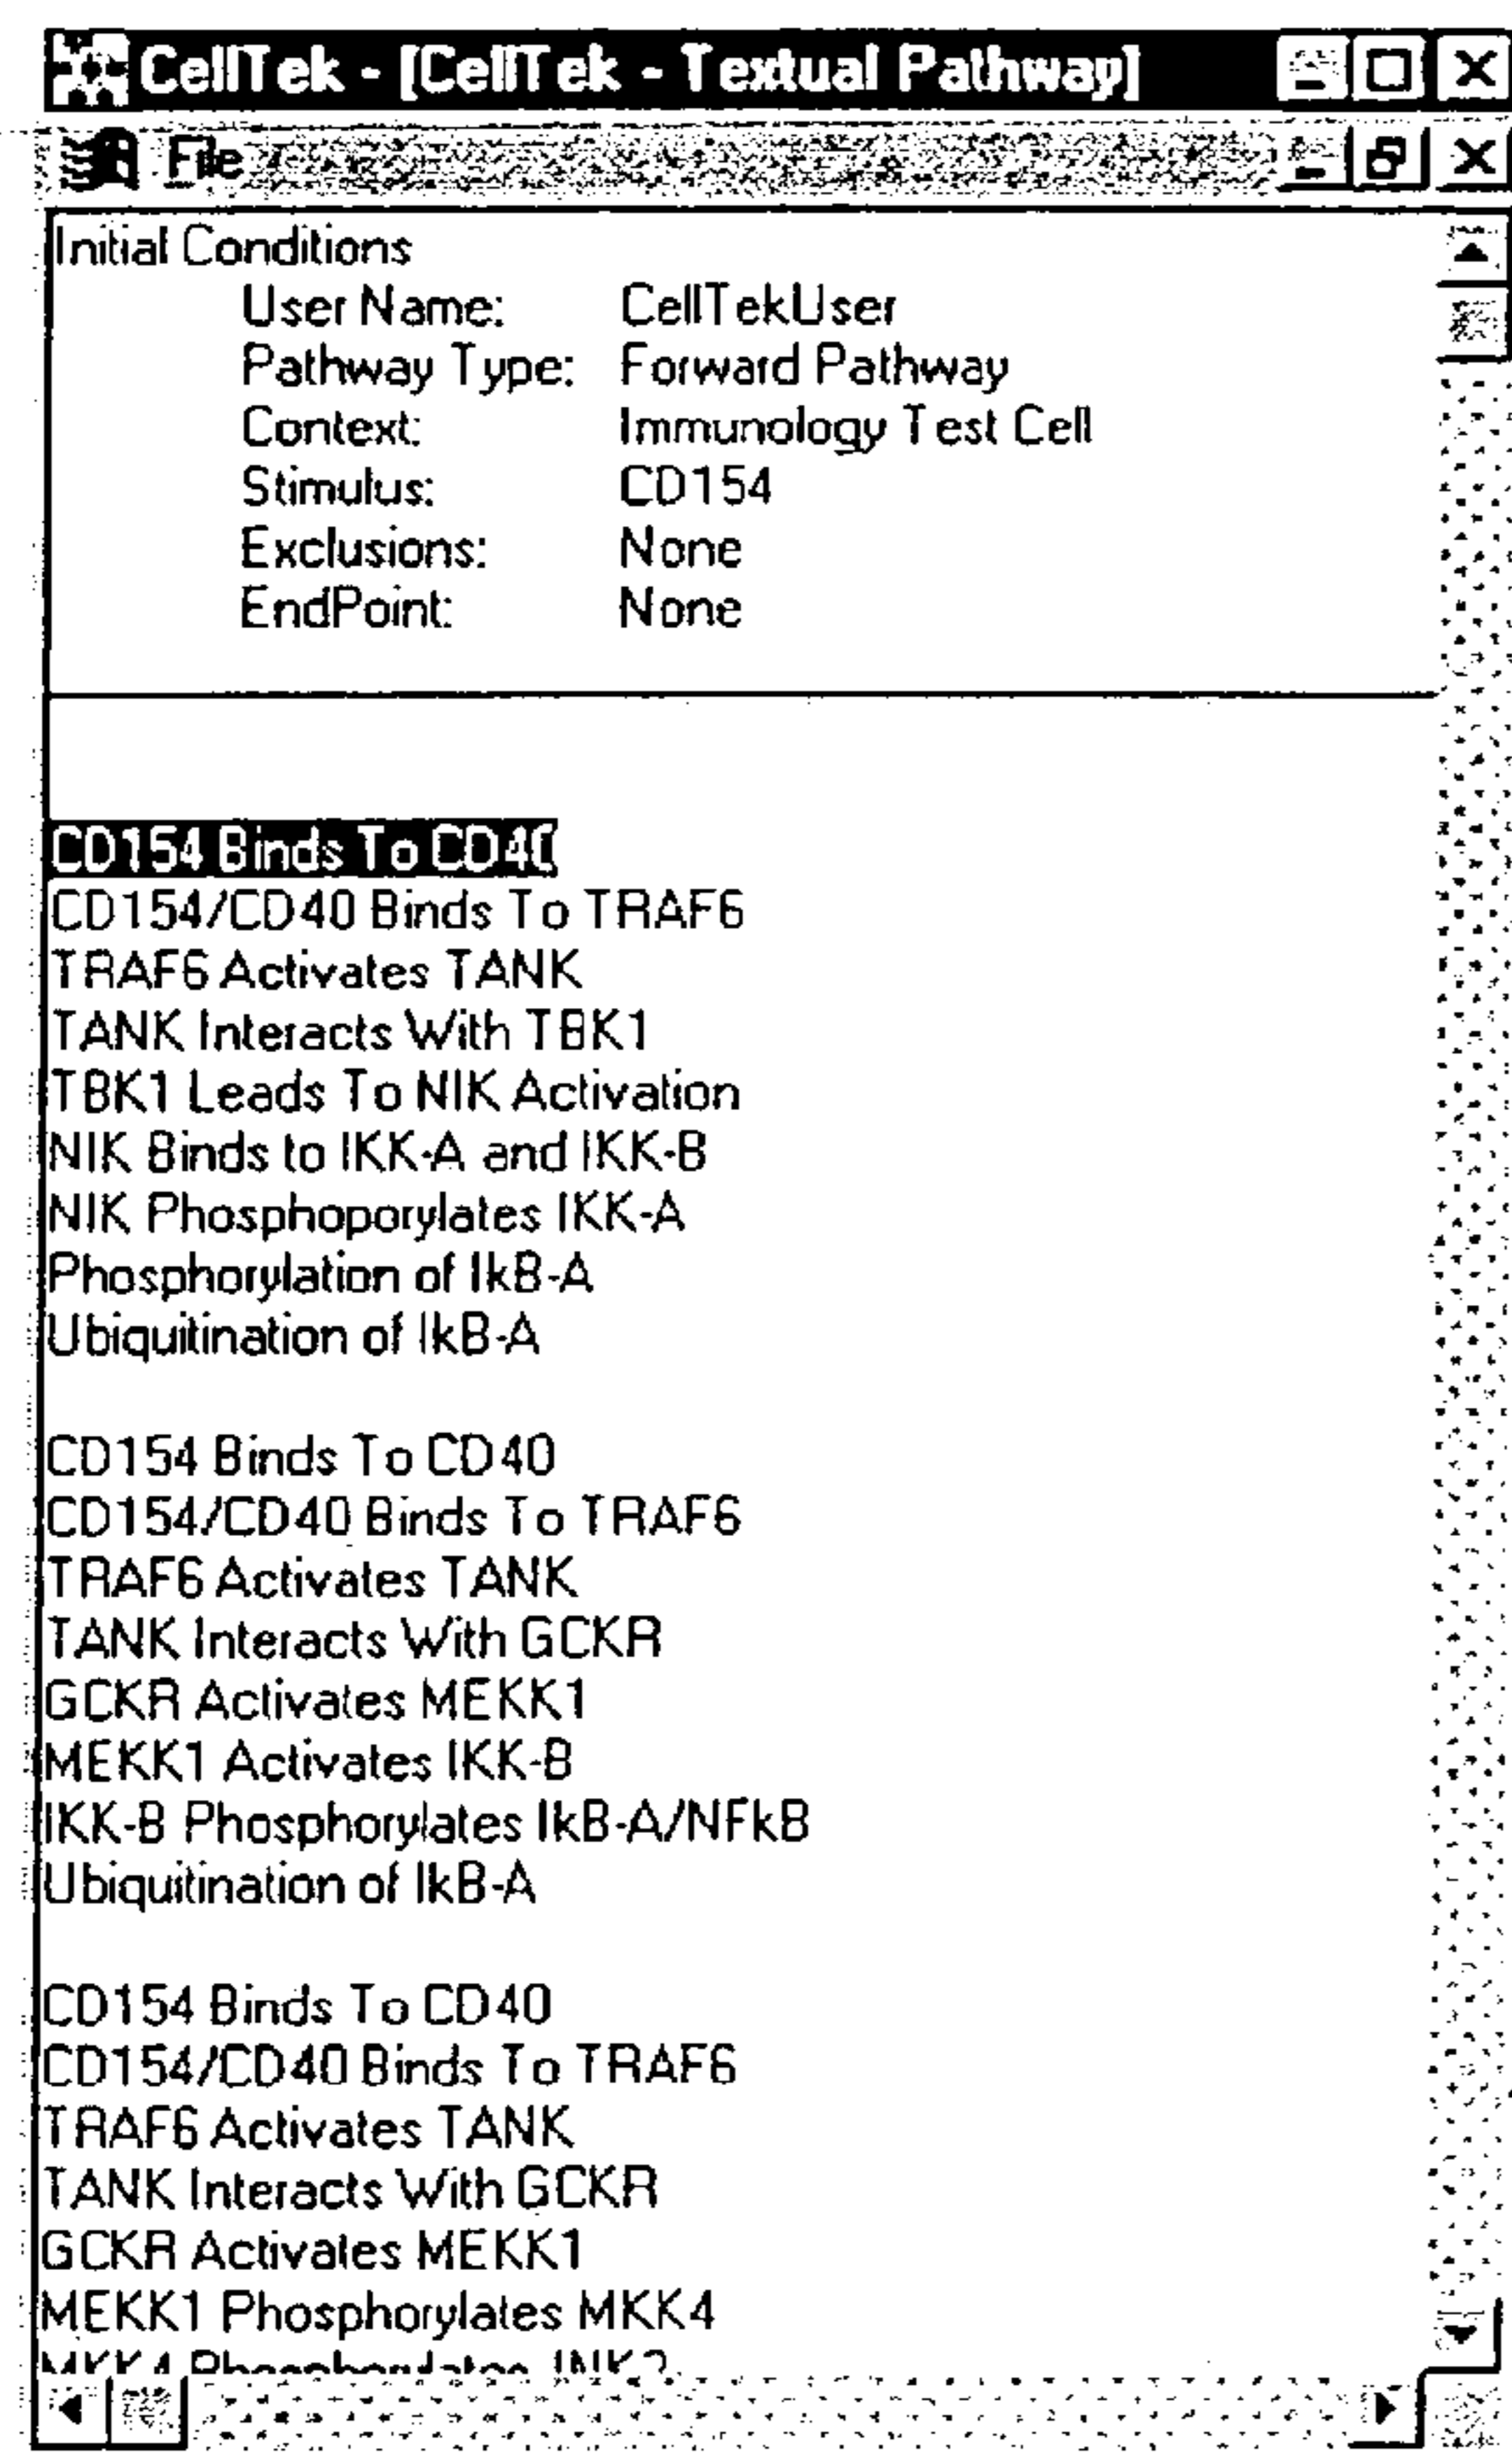 CellTek - [CellTek - Textual Pathway]
File
Initial Conditions
User Name: CellTekUser
Pathway Type: Forward Pathway
Context: Immunology Test Cell
Stimulus: CD154
Exclusions: None
EndPoint: None
CD154 Binds To CD40
CD154/CD40 Binds To TRAF6
TRAF6 Activates TANK
TANK Interacts With TBK1
TBK1 Leads To NIK Activation
NIK Binds to IKK-A and IKK-B
NIK Phosphoporylates IKK-A
Phosphorylation of IkB-A
Ubiquitination of IkB-A
CD154 Binds To CD40
CD154/CD40 Binds To TRAF6
TRAF6 Activates TANK
TANK Interacts With GCKR
GCKR Activates MEKK1
MEKK1 Activates IKK-B
IKK-B Phosphorylates IkB-A/NFkB
Ubiquitination of IkB-A
CD154 Binds To CD40
CD154/CD40 Binds To TRAF6
TRAF6 Activates TANK
TANK Interacts With GCKR
GCKR Activates MEKK1
MEKK1 Phosphorylates MKK4
MKK4 Phosphorylates